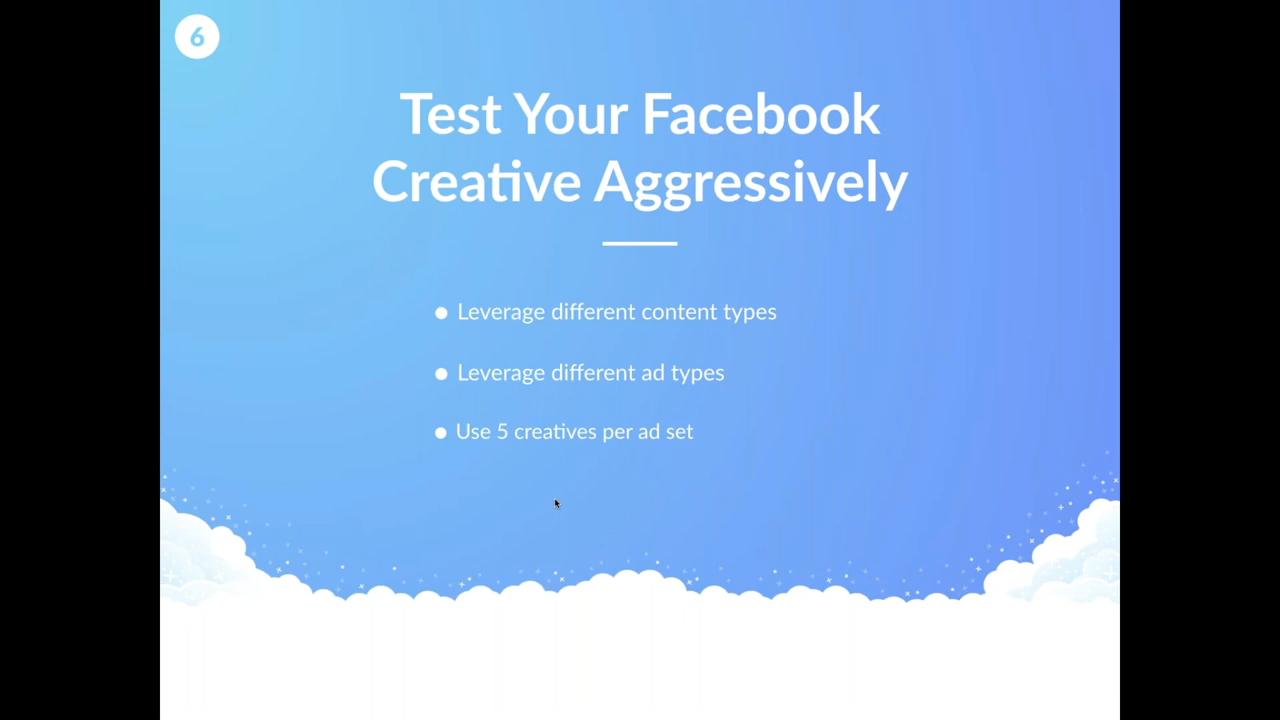 6
Test Your Facebook
Creative Aggressively
● Leverage different content types
● Leverage different ad types
● Use 5 creatives per ad set